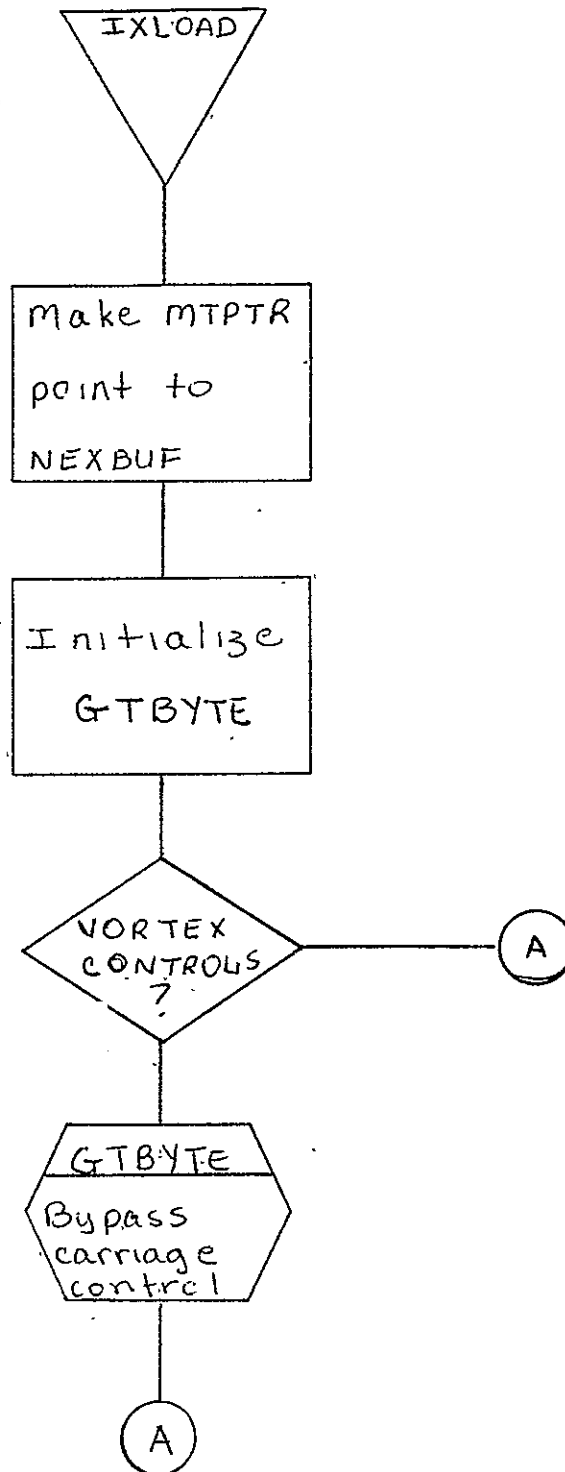 IXLOAD
Make MTPTR
point to
NEXBUF
Initialize
GTBYTE
VORTEX
CONTROLS
?
A
GTBYTE
Bypass
carriage
control
A